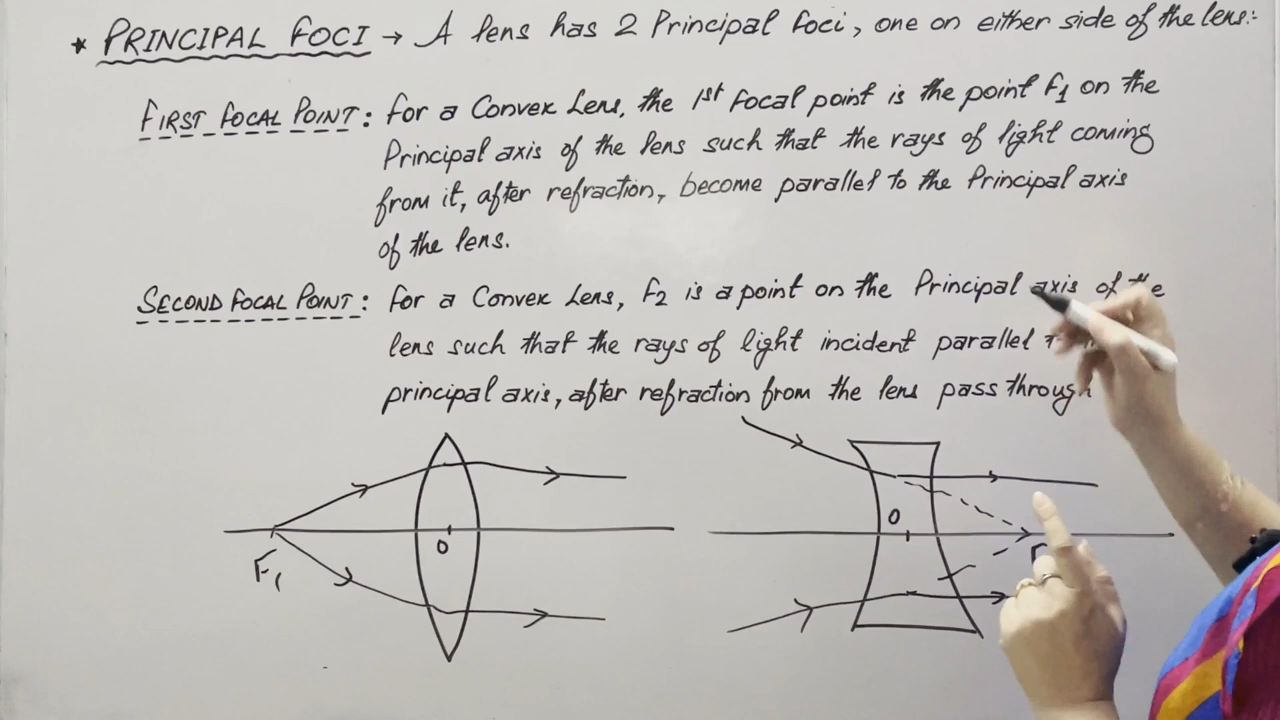 * PRINCIPAL FOCI → A lens has 2 Principal Foci, one on either side of the lens:-
FIRST FOCAL POINT: For a Convex Lens, the 1st Focal point is the point F1 on the
Principal axis of the lens such that the rays of light coming
from it, after refraction, become parallel to the Principal axis
of the lens.
SECOND FOCAL POINT: For a Convex Lens, F2 is a point on the Principal axis of the
lens such that the rays of light incident parallel
principal axis, after refraction from the lens pass through
O
F1
O